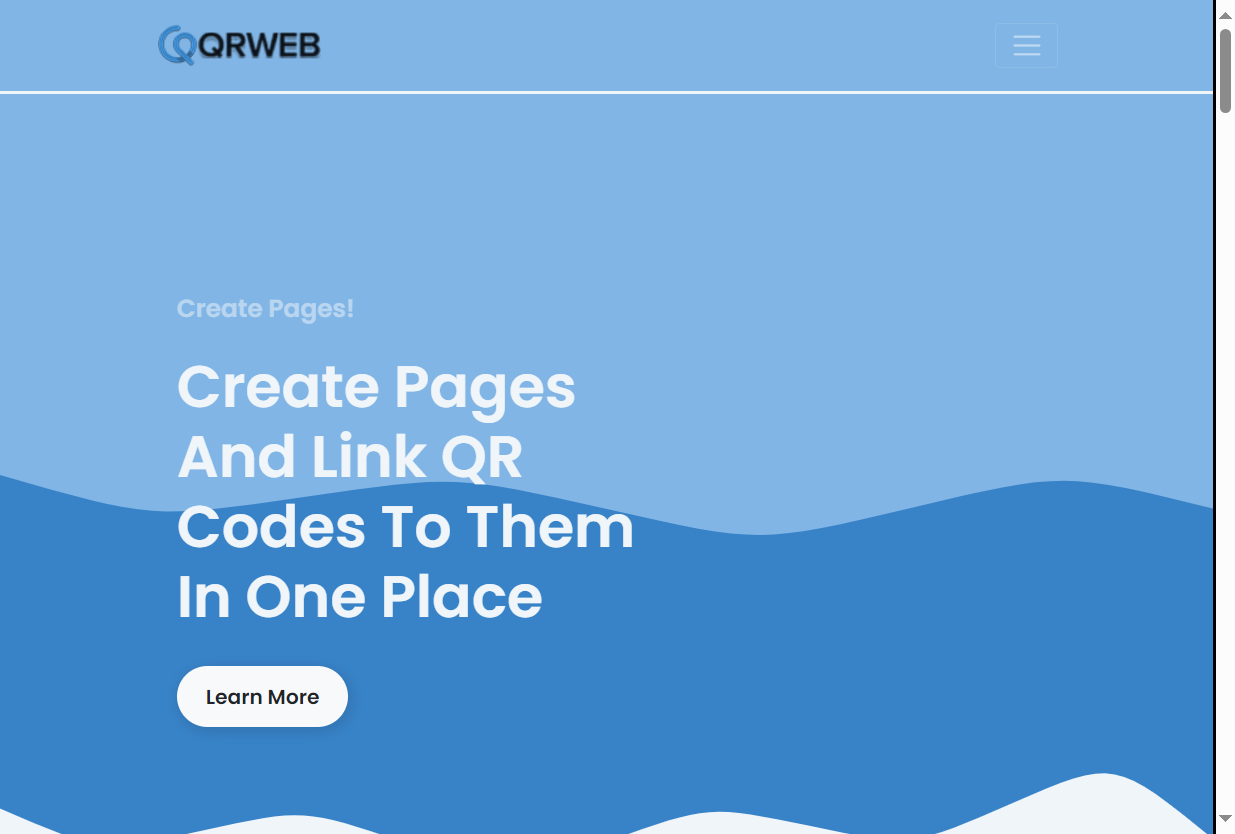 QRWEB
Create Pages!
Create Pages
And Link QR
Codes To Them
In One Place
Learn More